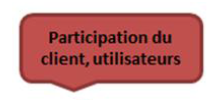 Participation du
client, utilisateurs